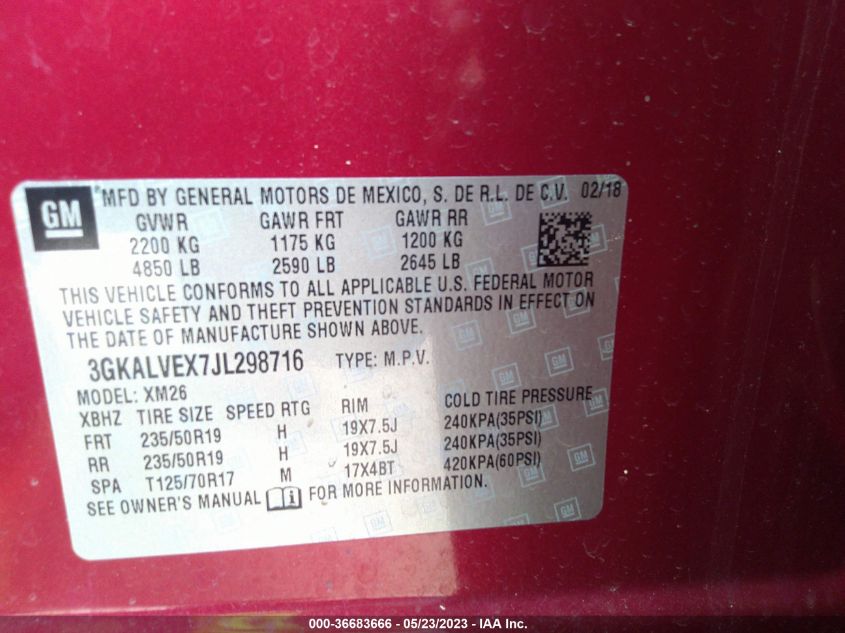 GM
MFD BY GENERAL MOTORS DE MEXICO, S. DE R.L. DE C.V. 02/18
GVWR GAWR FRT GAWR RR
2200 KG 1175 KG 1200 KG
4850 LB 2590 LB 2645 LB
THIS VEHICLE CONFORMS TO ALL APPLICABLE U.S. FEDERAL MOTOR
VEHICLE SAFETY AND THEFT PREVENTION STANDARDS IN EFFECT ON
THE DATE OF MANUFACTURE SHOWN ABOVE.
3GKALVEX7JL298716 TYPE: M.P.V.
MODEL: XM26
XBHZ TIRE SIZE SPEED RTG RIM COLD TIRE PRESSURE
FRT 235/50R19 H 19X7.5J 240KPA(35PSI)
RR 235/50R19 H 19X7.5J 240KPA(35PSI)
SPA T125/70R17 M 17X4BT 420KPA(60PSI)
SEE OWNER'S MANUAL FOR MORE INFORMATION.
000-36683666 - 05/23/2023 - IAA Inc.